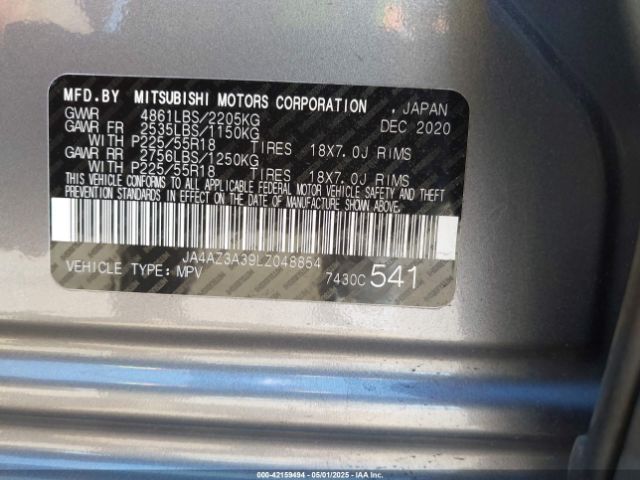 MFD.BY MITSUBISHI MOTORS CORPORATION , JAPAN
GVWR 4861LBS/2205KG DEC 2020
GAWR FR 2535LBS/1150KG
WITH P225/55R18 TIRES 18X7.0J RIMS
GAWR RR 2756LBS/1250KG
WITH P225/55R18 TIRES 18X7.0J RIMS
THIS VEHICLE CONFORMS TO ALL APPLICABLE FEDERAL MOTOR VEHICLE SAFETY AND THEFT
PREVENTION STANDARDS IN EFFECT ON THE DATE OF MANUFACTURE SHOWN ABOVE.
JA4AZ3A39LZ048854
VEHICLE TYPE: MPV 7430C 541
000-42159494 05/01/2025 IAAI.COM